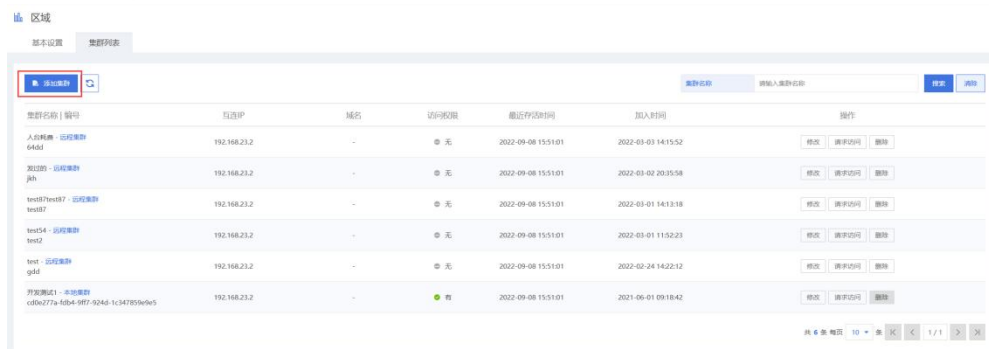 区域
基本设置 集群列表
添加集群 集群名称 请输入集群名称 搜索 清除
集群名称 | 编号 互连IP 域名 访问权限 最近存活时间 加入时间 操作
远程集群 192.168.23.2 - 无 2022-09-08 15:51:01 2022-03-03 14:15:52 修改 请求访问 删除
64dd
发过的 - 远程集群 192.168.23.2 - 无 2022-09-08 15:51:01 2022-03-02 20:35:58 修改 请求访问 删除
jkh
test87test87 - 远程集群 192.168.23.2 - 无 2022-09-08 15:51:01 2022-03-01 14:13:18 修改 请求访问 删除
test87
test54 - 远程集群 192.168.23.2 - 无 2022-09-08 15:51:01 2022-03-01 11:52:23 修改 请求访问 删除
test2
test - 远程集群 192.168.23.2 - 无 2022-09-08 15:51:01 2022-02-24 14:22:12 修改 请求访问 删除
gdd
开发测试1 - 本地集群 192.168.23.2 - 有 2022-09-08 15:51:01 2021-06-01 09:18:42 修改 请求访问 删除
cd0e277a-fdb4-9ff7-924d-1c347859e9e5
共 6 条 每页 10 条 1 / 1